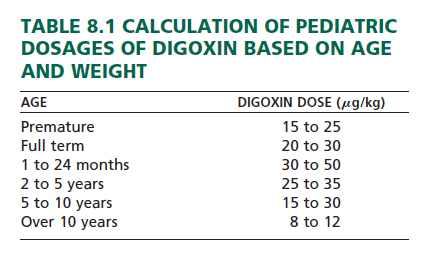 TABLE 8.1 CALCULATION OF PEDIATRIC
DOSAGES OF DIGOXIN BASED ON AGE
AND WEIGHT
AGE DIGOXIN DOSE (μg/kg)
Premature 15 to 25
Full term 20 to 30
1 to 24 months 30 to 50
2 to 5 years 25 to 35
5 to 10 years 15 to 30
Over 10 years 8 to 12